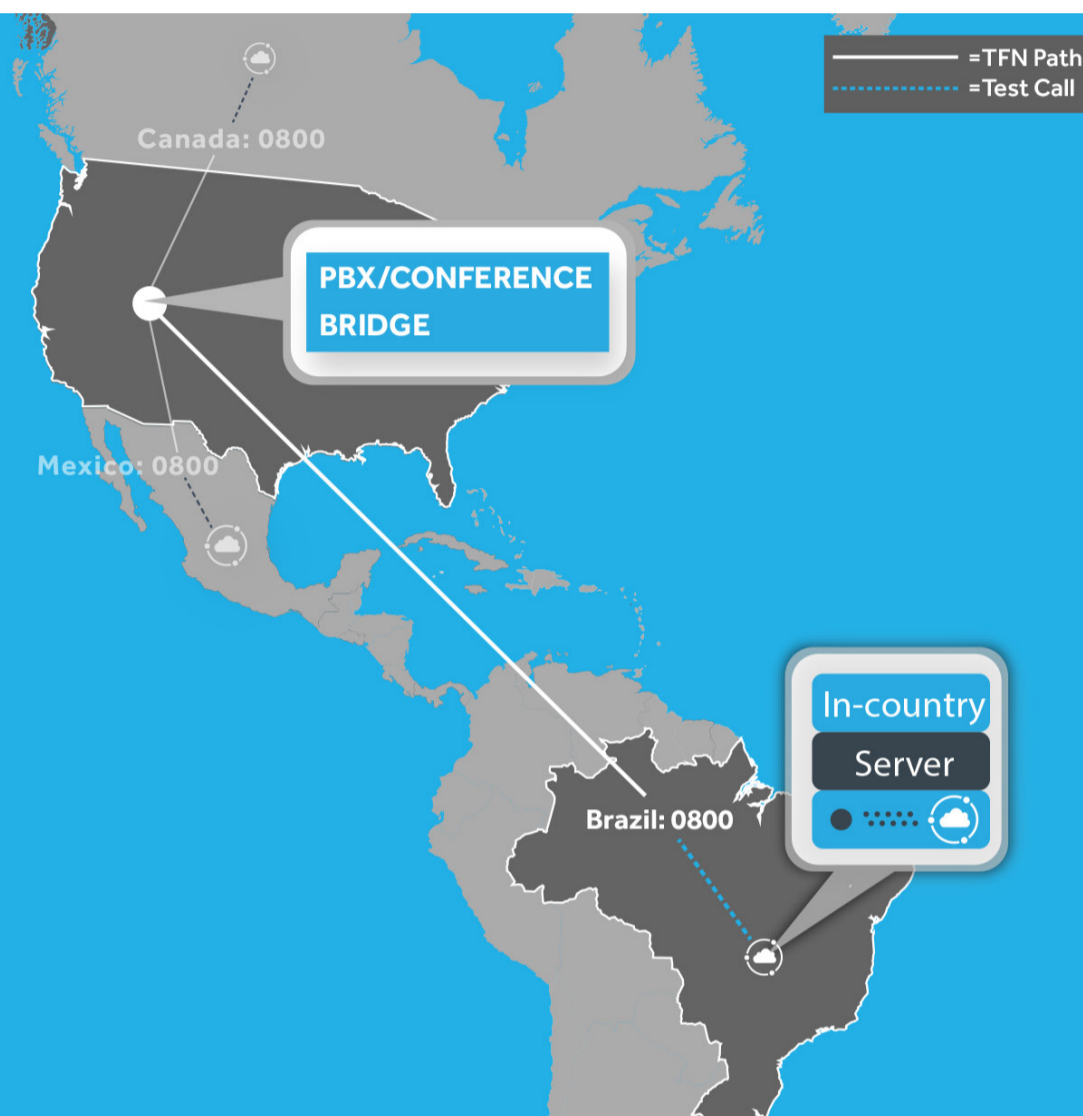 =TFN Path
=Test Call
Canada: 0800
PBX/CONFERENCE
BRIDGE
Mexico: 0800
In-country
Server
Brazil: 0800